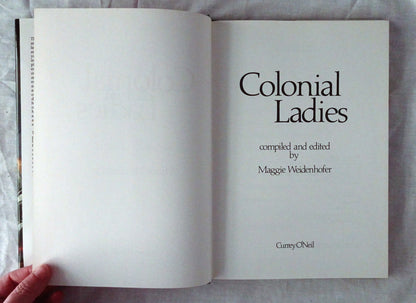 Colonial
Ladies
compiled and edited
by
Maggie Weidenhofer
Currey O'Neil